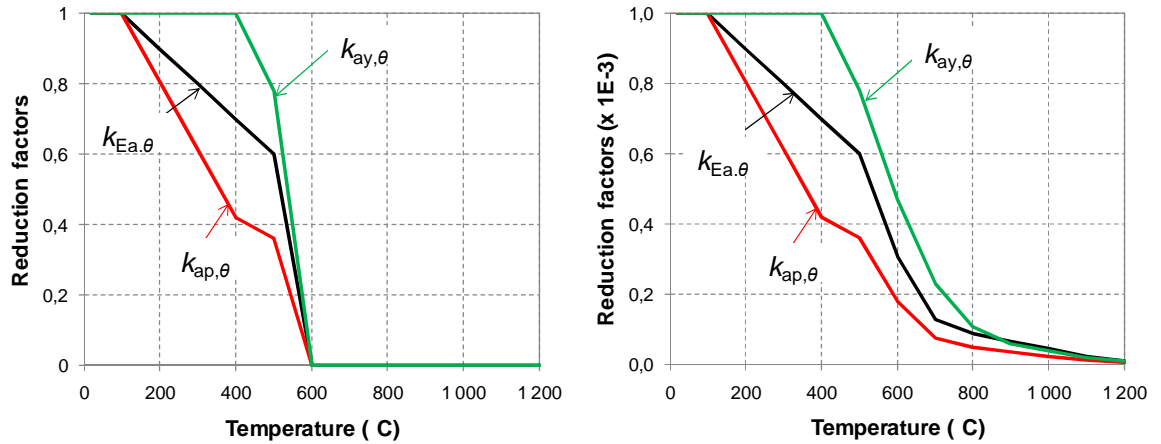 Reduction factors
1
0,8
0,6
0,4
0,2
0
0
200
400
600
800
1 000
1 200
Temperature ( C)
kay,θ
kEa.θ
kap,θ
Reduction factors (x 1E-3)
1,0
0,8
0,6
0,4
0,2
0,0
0
200
400
600
800
1 000
1 200
Temperature ( C)
kay,θ
kEa.θ
kap,θ